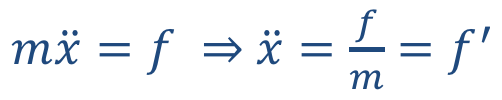 mẍ = f ⇒ ẍ = f/m = f′